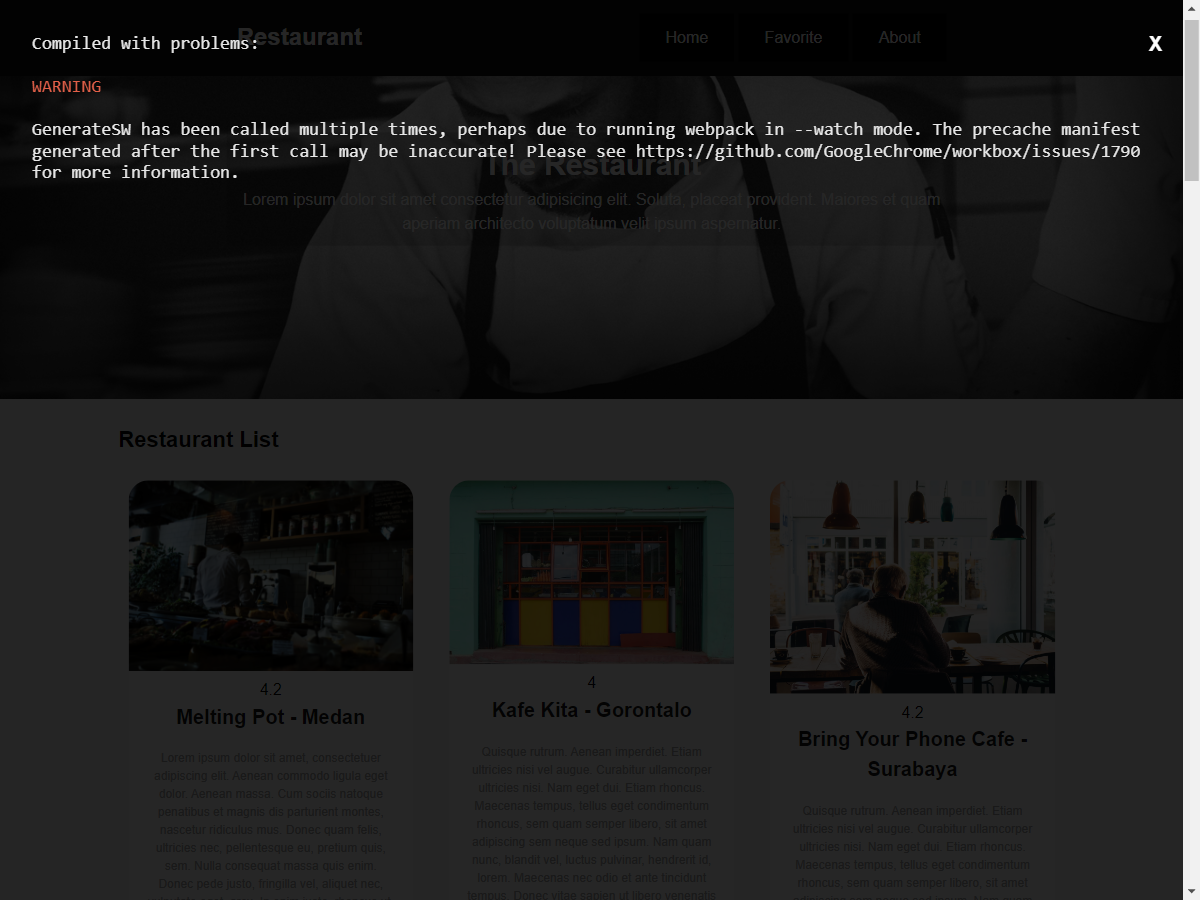 Compiled with problems:
X
WARNING
GenerateSW has been called multiple times, perhaps due to running webpack in --watch mode. The precache manifest
generated after the first call may be inaccurate! Please see https://github.com/GoogleChrome/workbox/issues/1790
for more information.
Restaurant
Home
Favorite
About
The Restaurant
Lorem ipsum dolor sit amet consectetur adipisicing elit. Soluta, placeat provident. Maiores et quam
aperiam architecto voluptatum velit ipsum aspernatur.
Restaurant List
4.2
Melting Pot - Medan
Lorem ipsum dolor sit amet, consectetuer
adipiscing elit. Aenean commodo ligula eget
dolor. Aenean massa. Cum sociis natoque
penatibus et magnis dis parturient montes,
nascetur ridiculus mus. Donec quam felis,
ultricies nec, pellentesque eu, pretium quis,
sem. Nulla consequat massa quis enim.
Donec pede justo, fringilla vel, aliquet nec,
4
Kafe Kita - Gorontalo
Quisque rutrum. Aenean imperdiet. Etiam
ultricies nisi vel augue. Curabitur ullamcorper
ultricies nisi. Nam eget dui. Etiam rhoncus.
Maecenas tempus, tellus eget condimentum
rhoncus, sem quam semper libero, sit amet
adipiscing sem neque sed ipsum. Nam quam
nunc, blandit vel, luctus pulvinar, hendrerit id,
lorem. Maecenas nec odio et ante tincidunt
tempus. Donec vitae sapien ut libero venenatis
4.2
Bring Your Phone Cafe -
Surabaya
Quisque rutrum. Aenean imperdiet. Etiam
ultricies nisi vel augue. Curabitur ullamcorper
ultricies nisi. Nam eget dui. Etiam rhoncus.
Maecenas tempus, tellus eget condimentum
rhoncus, sem quam semper libero, sit amet